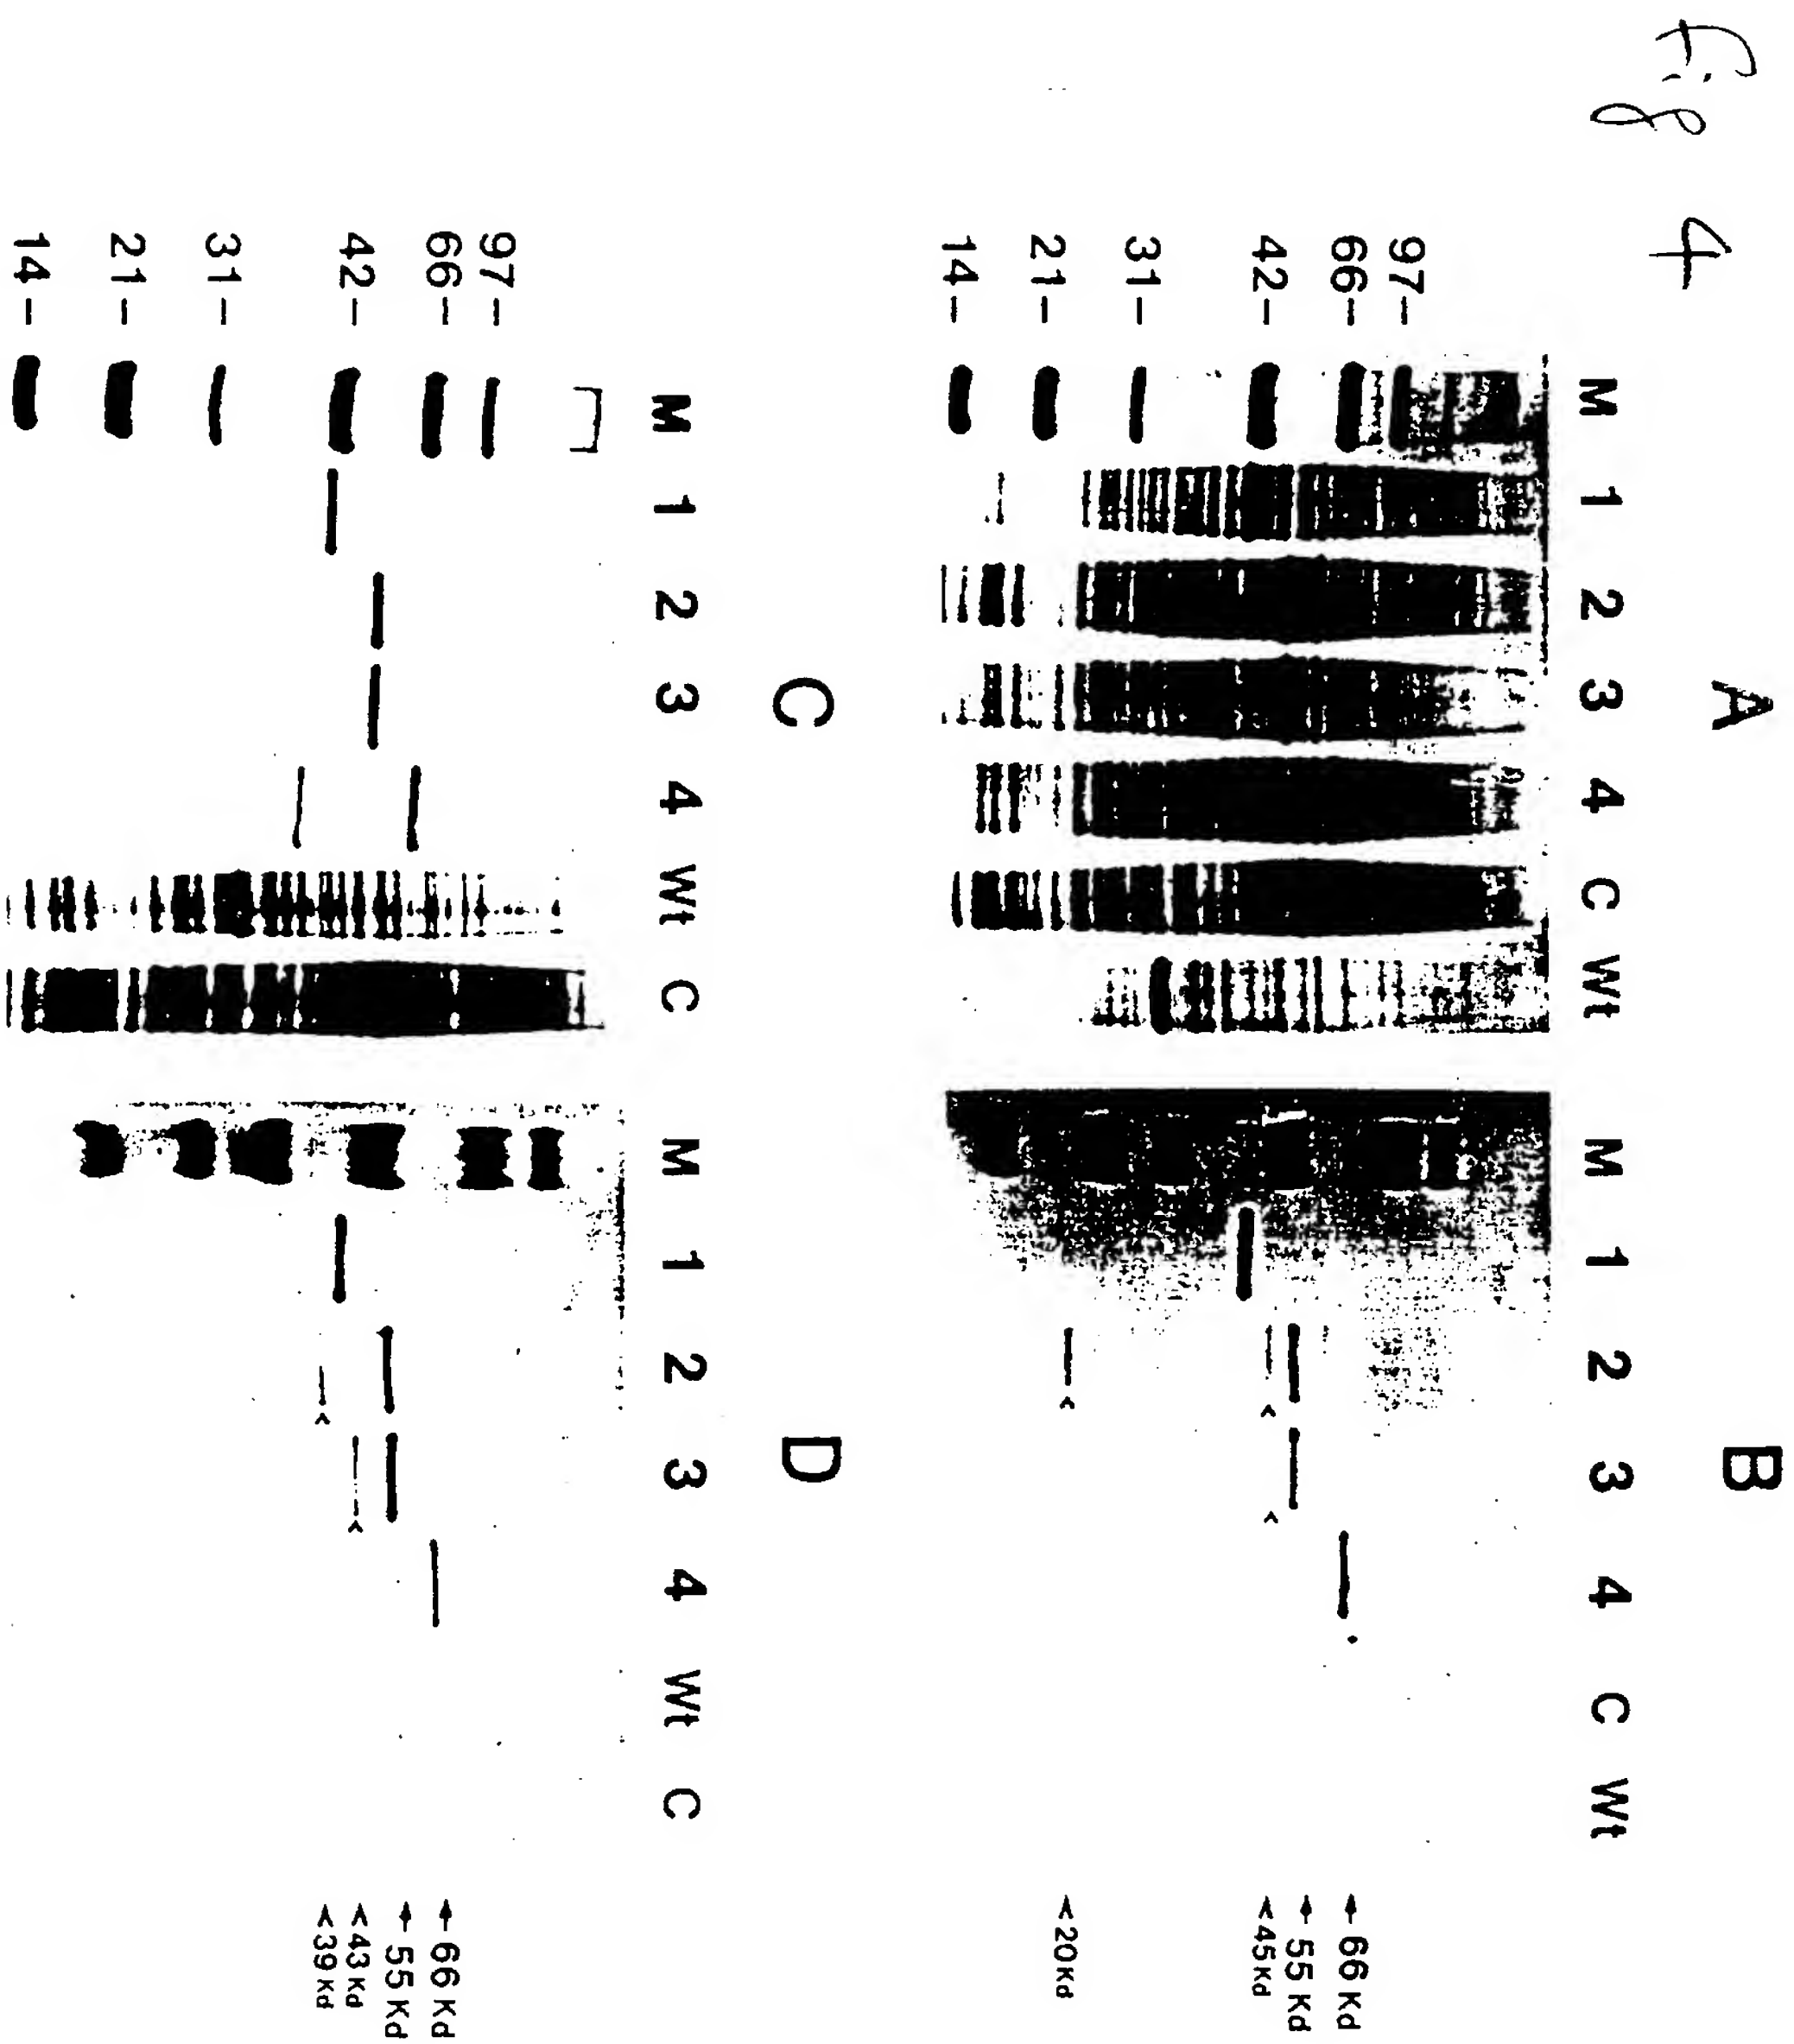 Fig 4
A
M 1 2 3 4 C Wt
97-
66-
42-
31-
21-
14-
B
M 1 2 3 4 C Wt
←66 Kd
←55 Kd
<45 Kd
<20 Kd
C
M 1 2 3 4 Wt C
97-
66-
42-
31-
21-
14-
D
M 1 2 3 4 Wt C
←66 Kd
←55 Kd
<43 Kd
<39 Kd